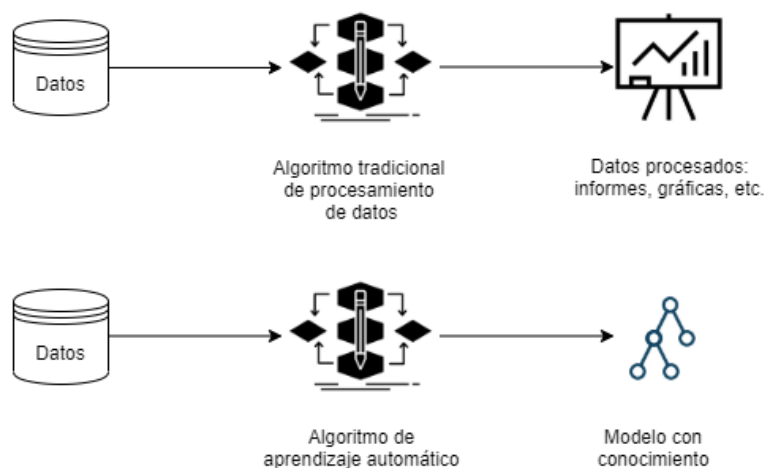 Datos
Algoritmo tradicional
de procesamiento
de datos
Datos procesados:
informes, gráficas, etc.
Datos
Algoritmo de
aprendizaje automático
Modelo con
conocimiento